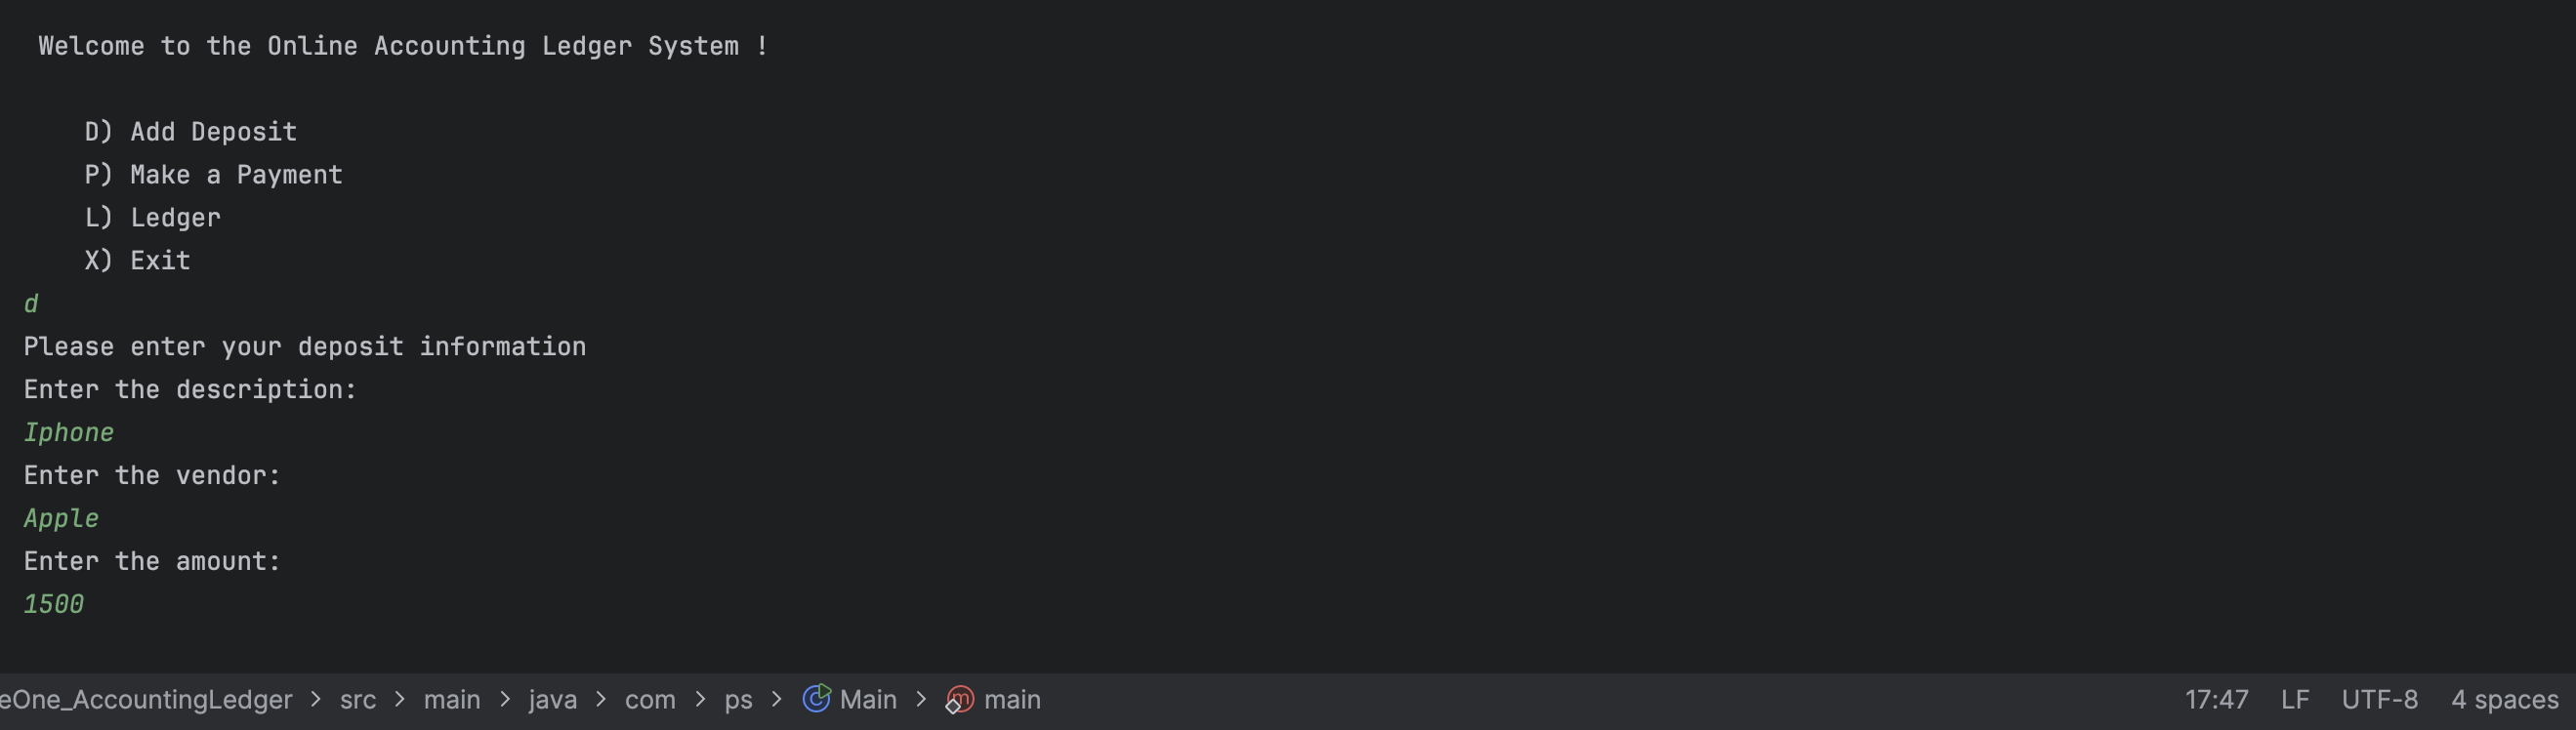 Welcome to the Online Accounting Ledger System !
D) Add Deposit
P) Make a Payment
L) Ledger
X) Exit
d
Please enter your deposit information
Enter the description:
Iphone
Enter the vendor:
Apple
Enter the amount:
1500
eOne_AccountingLedger > src > main > java > com > ps > Main > main 17:47 LF UTF-8 4 spaces